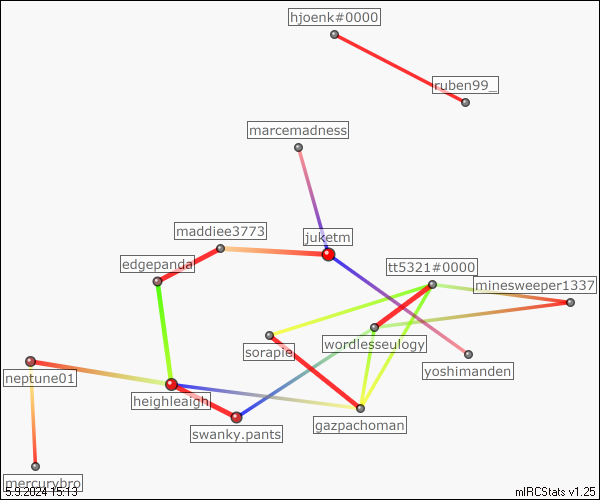 hjoenk#0000
ruben99_
marcemadness
maddiee3773
juketm
edgepanda
tt5321#0000
minesweeper1337
sorapie
wordlesseulogy
yoshimanden
neptune01
heighleaigh
gazpachoman
swanky.pants
mercurybro
5.9.2024 15:13
mIRCStats v1.25